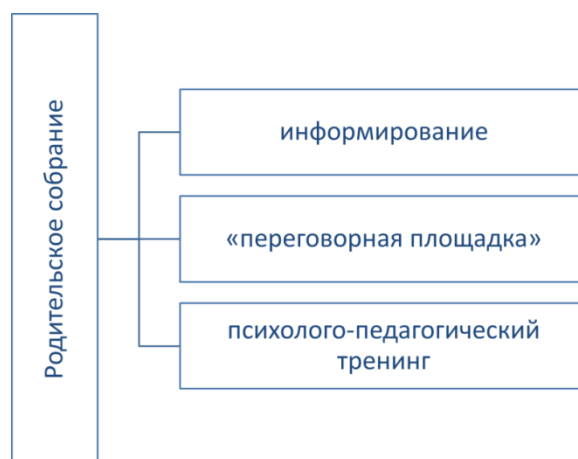 Родительское собрание
информирование
«переговорная площадка»
психолого-педагогический
тренинг